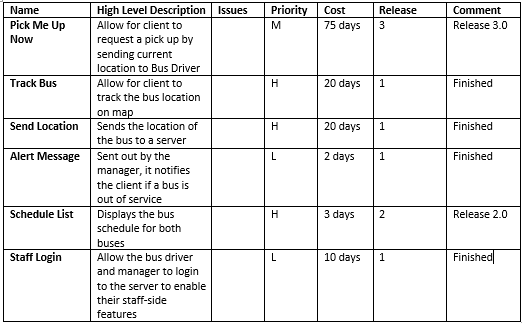 Name High Level Description Issues Priority Cost Release Comment
Pick Me Up Allow for client to M 75 days 3 Release 3.0
Now request a pick up by
sending current
location to Bus Driver
Track Bus Allow for client to H 20 days 1 Finished
track the bus location
on map
Send Location Sends the location of H 20 days 1 Finished
the bus to a server
Alert Message Sent out by the L 2 days 1 Finished
manager, it notifies
the client if a bus is
out of service
Schedule List Displays the bus H 3 days 2 Release 2.0
schedule for both
buses
Staff Login Allow the bus driver L 10 days 1 Finished
and manager to login
to the server to enable
their staff-side
features